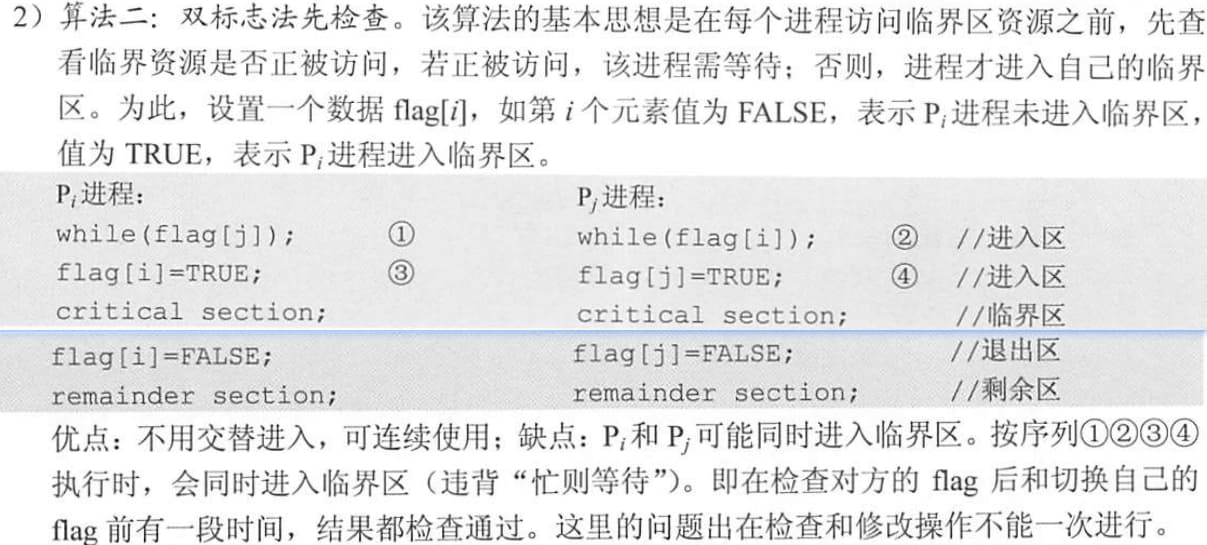 2）算法二：双标志法先检查。该算法的基本思想是在每个进程访问临界区资源之前，先查
看临界资源是否正被访问，若正被访问，该进程需等待；否则，进程才进入自己的临界
区。为此，设置一个数据 flag[i]，如第 i 个元素值为 FALSE，表示 Pi进程未进入临界区，
值为 TRUE，表示 Pi进程进入临界区。
Pi进程： Pj进程：
while(flag[j]); ① while(flag[i]); ② //进入区
flag[i]=TRUE; ③ flag[j]=TRUE; ④ //进入区
critical section; critical section; //临界区
flag[i]=FALSE; flag[j]=FALSE; //退出区
remainder section; remainder section; //剩余区
优点：不用交替进入，可连续使用；缺点：Pi和 Pj可能同时进入临界区。按序列①②③④
执行时，会同时进入临界区（违背“忙则等待”）。即在检查对方的 flag 后和切换自己的
flag 前有一段时间，结果都检查通过。这里的问题出在检查和修改操作不能一次进行。